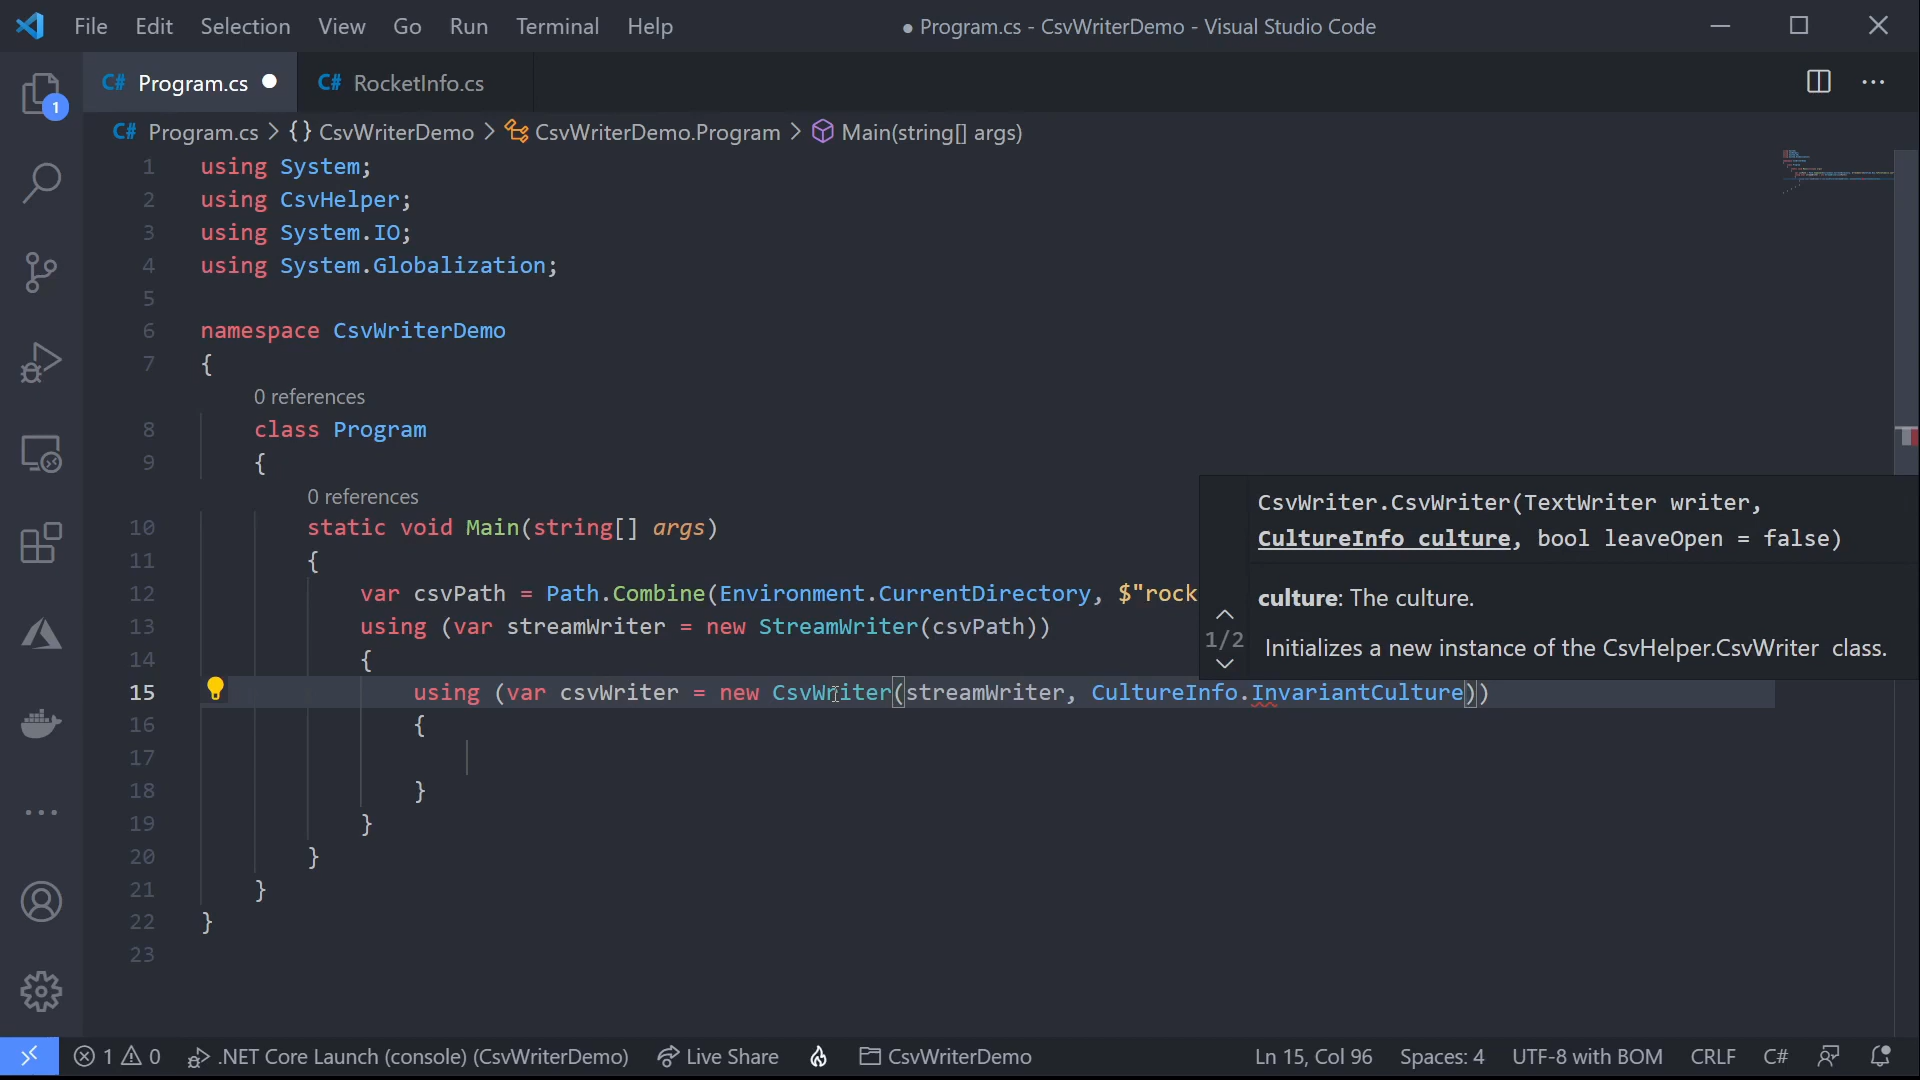 File Edit Selection View Go Run Terminal Help
● Program.cs - CsvWriterDemo - Visual Studio Code
1
C# Program.cs ●
C# RocketInfo.cs
C# Program.cs > {} CsvWriterDemo > CsvWriterDemo.Program > Main(string[] args)
1 using System;
2 using CsvHelper;
3 using System.IO;
4 using System.Globalization;
5
6 namespace CsvWriterDemo
7 {
0 references
8 class Program
9 {
0 references
10 static void Main(string[] args)
11 {
12 var csvPath = Path.Combine(Environment.CurrentDirectory, $"rock
13 using (var streamWriter = new StreamWriter(csvPath))
14 {
15 using (var csvWriter = new CsvWriter(streamWriter, CultureInfo.InvariantCulture))
16 {
17
18 }
19 }
20 }
21 }
22 }
23
1/2
CsvWriter.CsvWriter(TextWriter writer,
CultureInfo culture, bool leaveOpen = false)
culture: The culture.
Initializes a new instance of the CsvHelper.CsvWriter class.
1 0 .NET Core Launch (console) (CsvWriterDemo) Live Share CsvWriterDemo
Ln 15, Col 96 Spaces: 4 UTF-8 with BOM CRLF C#